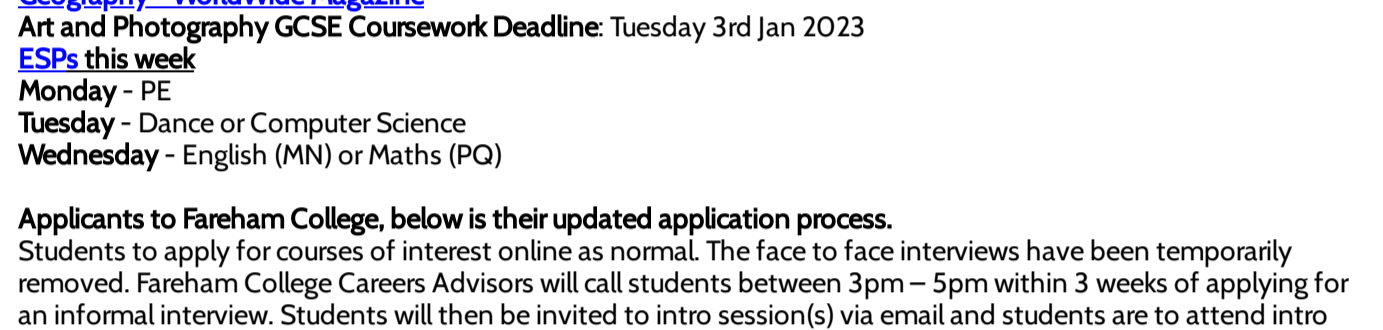 Geography - WorldWide Magazine
Art and Photography GCSE Coursework Deadline: Tuesday 3rd Jan 2023
ESPs this week
Monday - PE
Tuesday - Dance or Computer Science
Wednesday - English (MN) or Maths (PQ)
Applicants to Fareham College, below is their updated application process.
Students to apply for courses of interest online as normal. The face to face interviews have been temporarily
removed. Fareham College Careers Advisors will call students between 3pm – 5pm within 3 weeks of applying for
an informal interview. Students will then be invited to intro session(s) via email and students are to attend intro